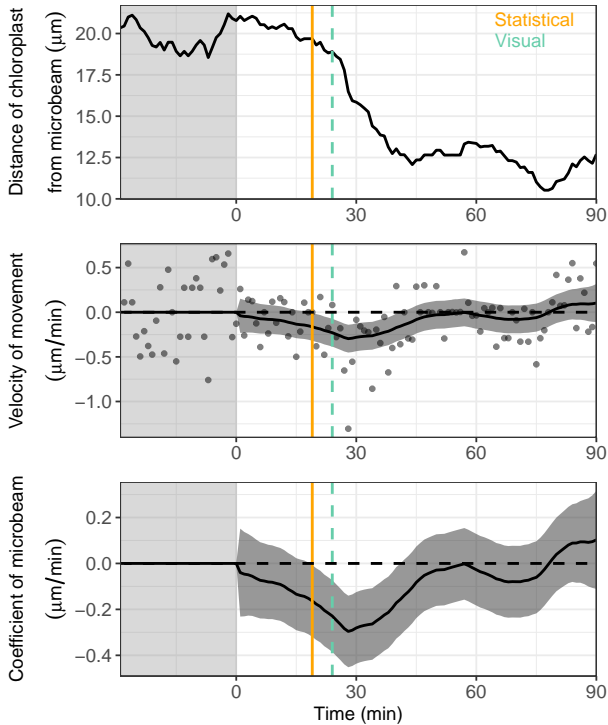 Distance of chloroplast
from microbeam (μm)
20.0
17.5
15.0
12.5
10.0
Statistical
Visual
0
30
60
90
Velocity of movement
(μm/min)
0.5
0.0
−0.5
−1.0
0
30
60
90
Coefficient of microbeam
(μm/min)
0.2
0.0
−0.2
−0.4
0
30
60
90
Time (min)